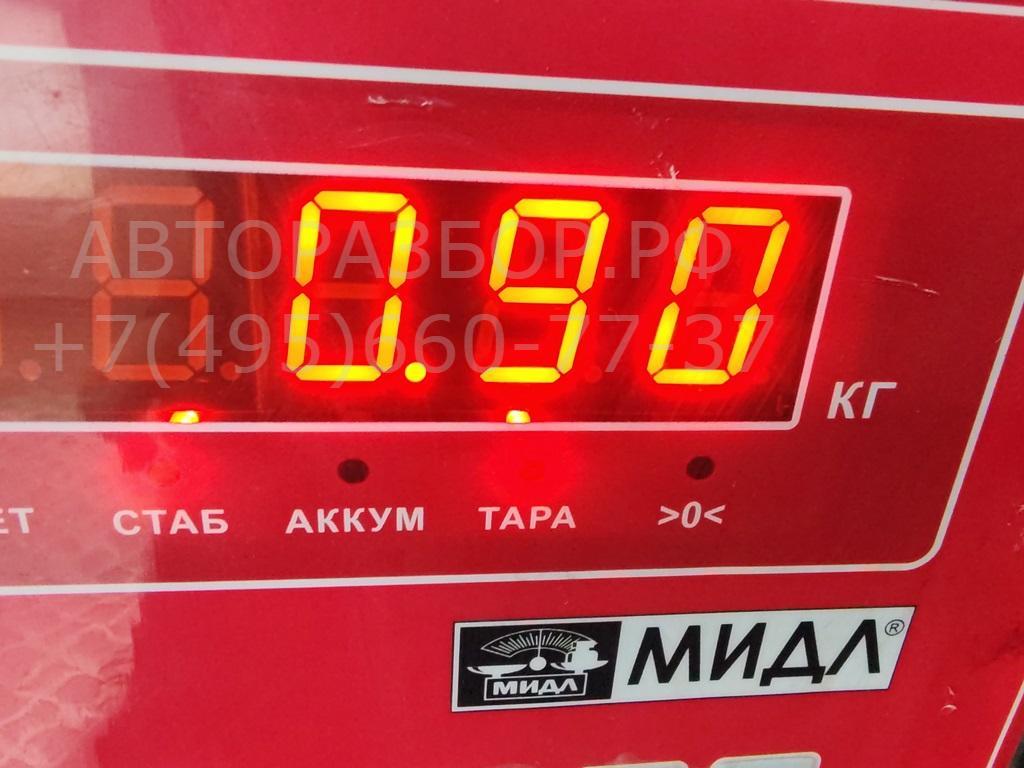 0.90
АВТОРАЗБОР.РФ
+7(495)660-77-37
КГ
СТАБ АККУМ ТАРА >0<
МИДЛ МИДЛ®